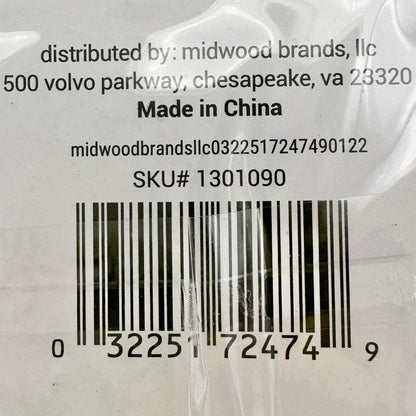 distributed by: midwood brands, llc
500 volvo parkway, chesapeake, va 23320
Made in China
midwoodbrandsllc0322517247490122
SKU# 1301090
0 32251 72474 9